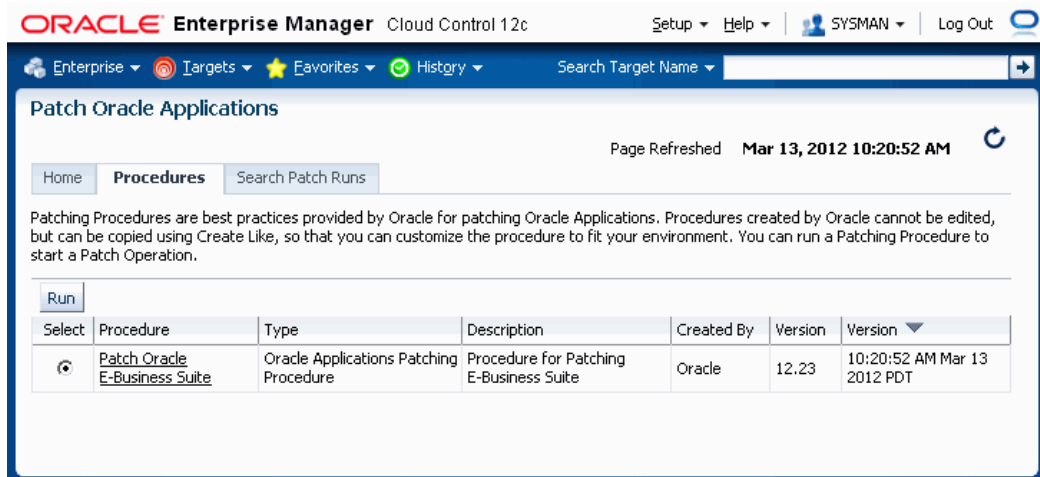 ORACLE Enterprise Manager Cloud Control 12c Setup Help SYSMAN Log Out
Enterprise Targets Favorites History Search Target Name
Patch Oracle Applications
Page Refreshed Mar 13, 2012 10:20:52 AM
Home Procedures Search Patch Runs
Patching Procedures are best practices provided by Oracle for patching Oracle Applications. Procedures created by Oracle cannot be edited,
but can be copied using Create Like, so that you can customize the procedure to fit your environment. You can run a Patching Procedure to
start a Patch Operation.
Run
Select Procedure Type Description Created By Version Version
Patch Oracle Oracle Applications Patching Procedure for Patching Oracle 12.23 10:20:52 AM Mar 13
E-Business Suite Procedure E-Business Suite 2012 PDT